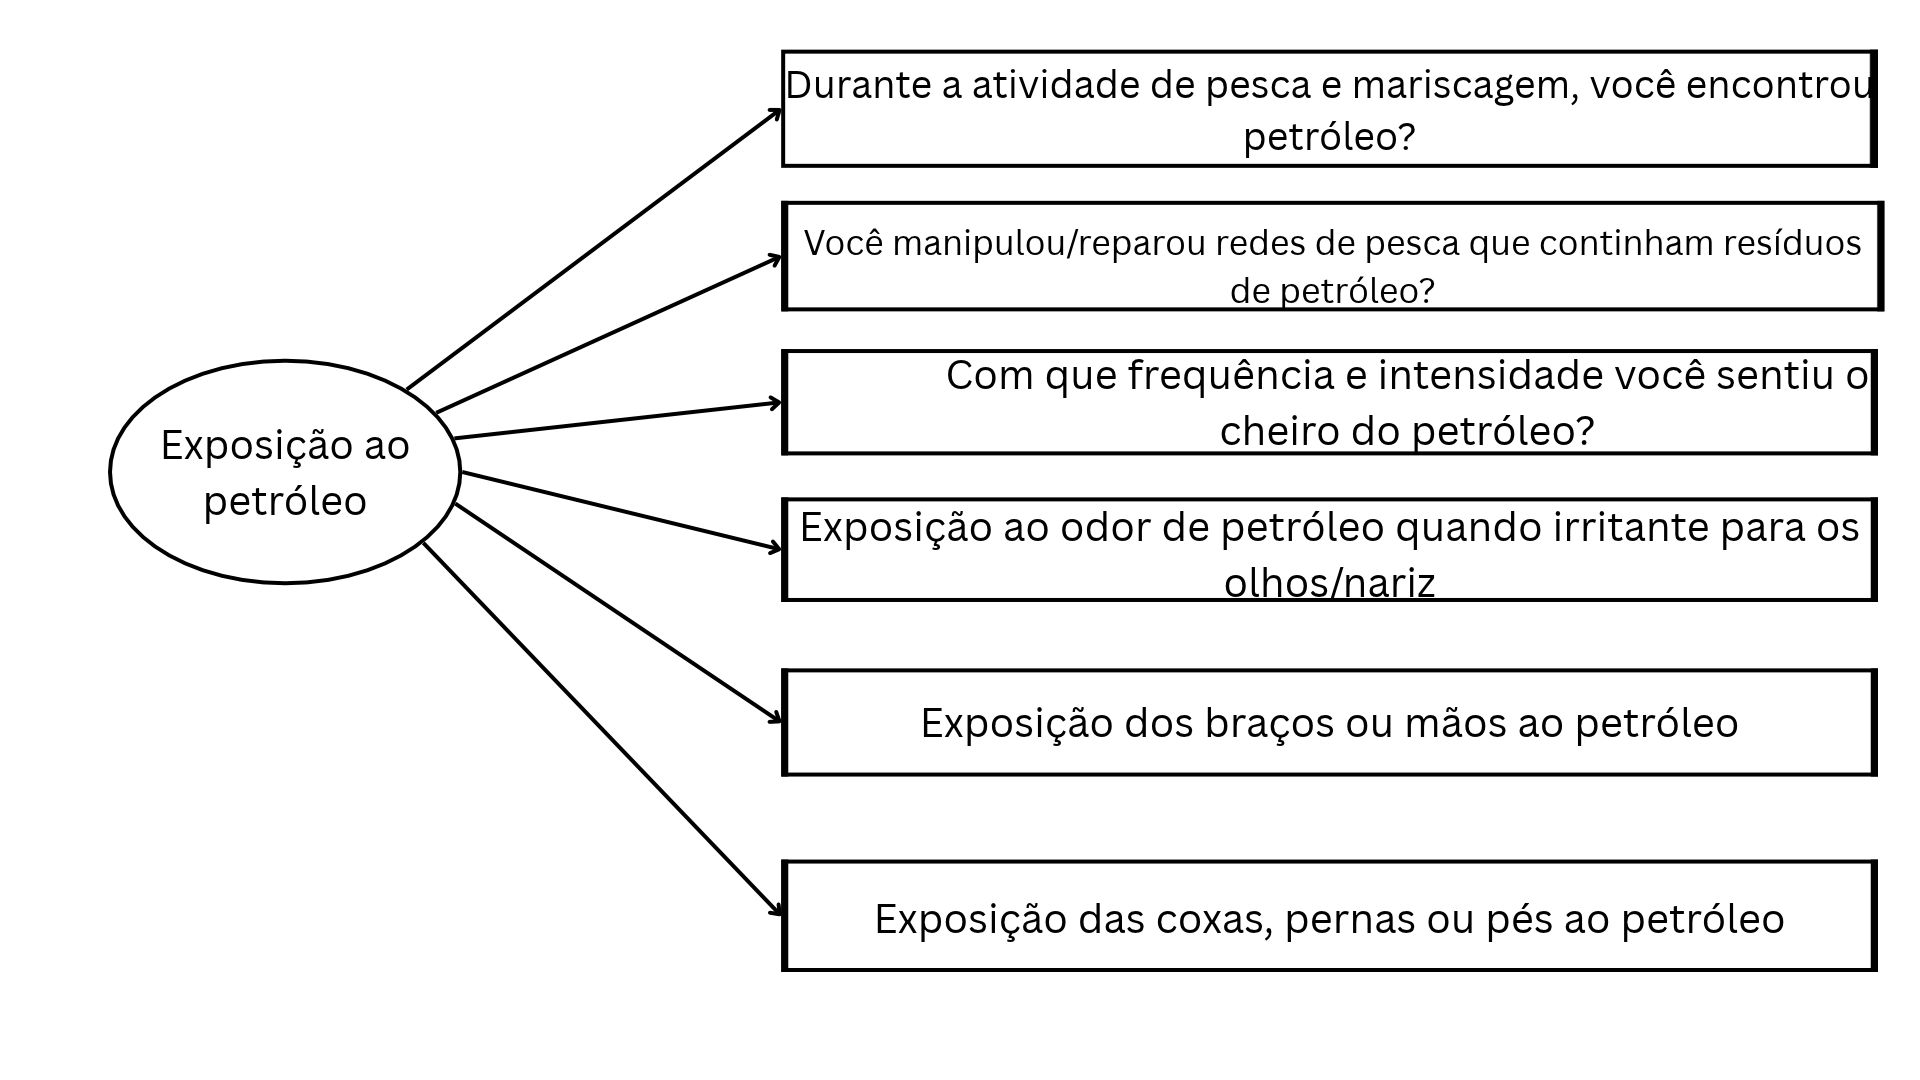 Durante a atividade de pesca e mariscagem, você encontrou
petróleo?
Você manipulou/reparou redes de pesca que continham resíduos
de petróleo?
Com que frequência e intensidade você sentiu o
cheiro do petróleo?
Exposição ao
petróleo
Exposição ao odor de petróleo quando irritante para os
olhos/nariz
Exposição dos braços ou mãos ao petróleo
Exposição das coxas, pernas ou pés ao petróleo